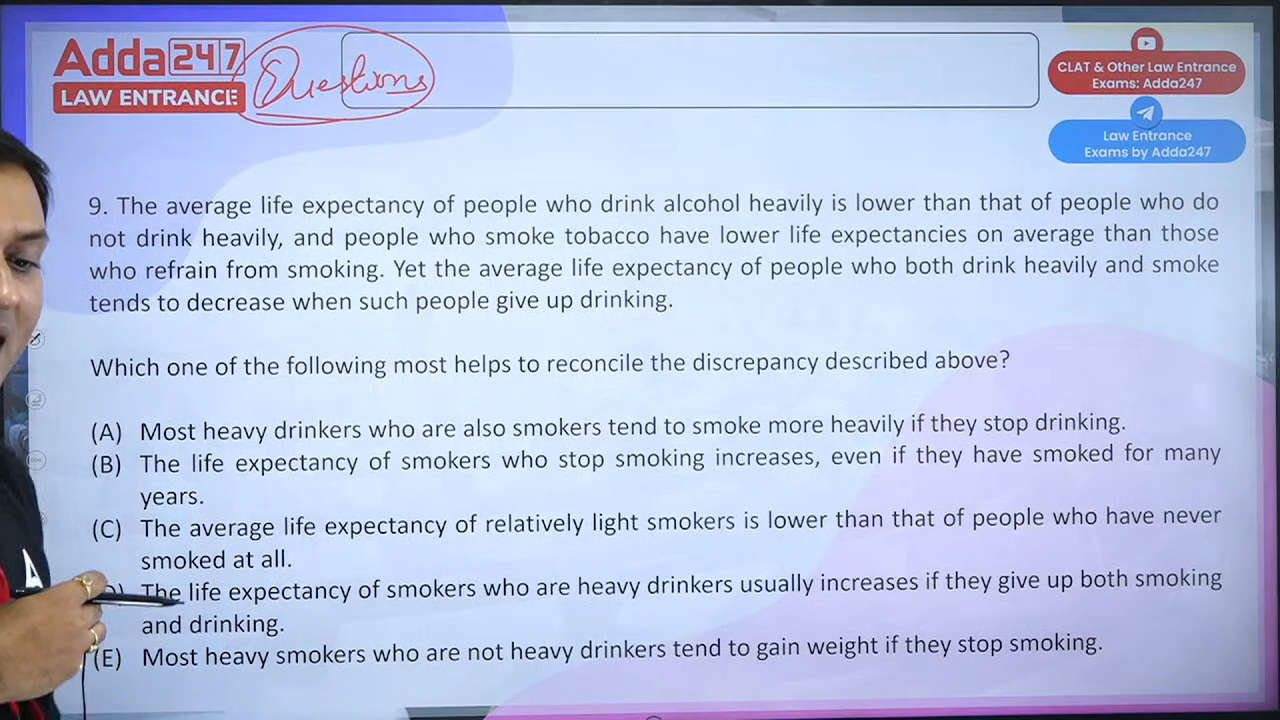 Adda247
LAW ENTRANCE
Questions
CLAT & Other Law Entrance
Exams: Adda247
Law Entrance
Exams by Adda247
9. The average life expectancy of people who drink alcohol heavily is lower than that of people who do
not drink heavily, and people who smoke tobacco have lower life expectancies on average than those
who refrain from smoking. Yet the average life expectancy of people who both drink heavily and smoke
tends to decrease when such people give up drinking.
Which one of the following most helps to reconcile the discrepancy described above?
(A) Most heavy drinkers who are also smokers tend to smoke more heavily if they stop drinking.
(B) The life expectancy of smokers who stop smoking increases, even if they have smoked for many
years.
(C) The average life expectancy of relatively light smokers is lower than that of people who have never
smoked at all.
The life expectancy of smokers who are heavy drinkers usually increases if they give up both smoking
and drinking.
(E) Most heavy smokers who are not heavy drinkers tend to gain weight if they stop smoking.